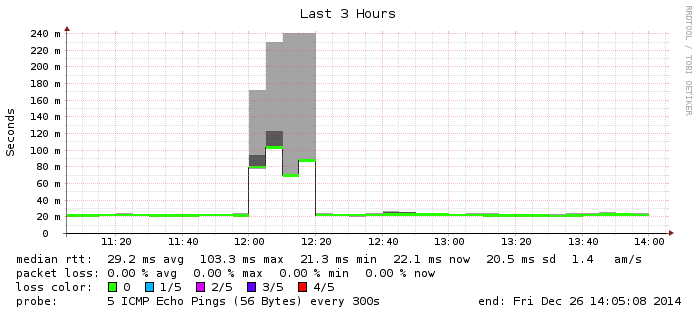 Last 3 Hours
RRDTOOL / TOBI OETIKER
Seconds
240 m
220 m
200 m
180 m
160 m
140 m
120 m
100 m
80 m
60 m
40 m
20 m
0
11:20 11:40 12:00 12:20 12:40 13:00 13:20 13:40 14:00
median rtt: 29.2 ms avg 103.3 ms max 21.3 ms min 22.1 ms now 20.5 ms sd 1.4 am/s
packet loss: 0.00 % avg 0.00 % max 0.00 % min 0.00 % now
loss color: 0 1/5 2/5 3/5 4/5
probe: 5 ICMP Echo Pings (56 Bytes) every 300s end: Fri Dec 26 14:05:08 2014